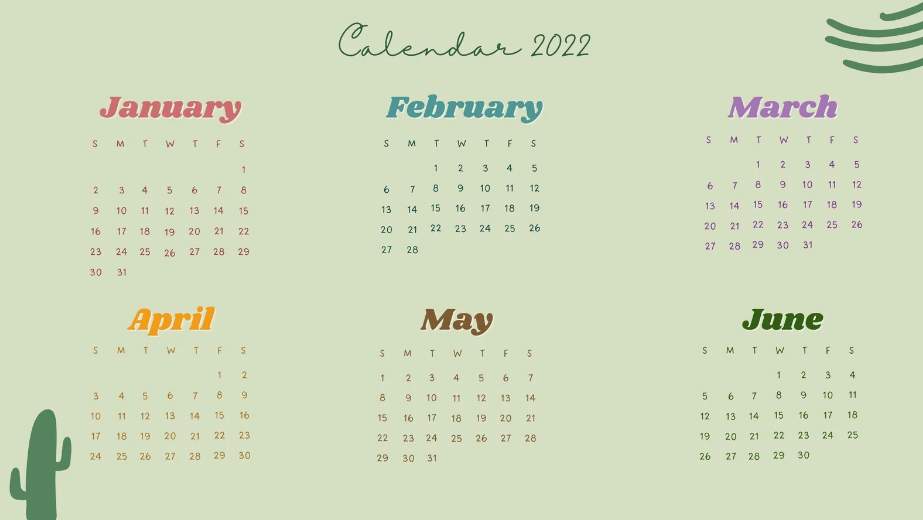 Calendar 2022
January
S M T W T F S
1
2 3 4 5 6 7 8
9 10 11 12 13 14 15
16 17 18 19 20 21 22
23 24 25 26 27 28 29
30 31
February
S M T W T F S
1 2 3 4 5
6 7 8 9 10 11 12
13 14 15 16 17 18 19
20 21 22 23 24 25 26
27 28
March
S M T W T F S
1 2 3 4 5
6 7 8 9 10 11 12
13 14 15 16 17 18 19
20 21 22 23 24 25 26
27 28 29 30 31
April
S M T W T F S
1 2
3 4 5 6 7 8 9
10 11 12 13 14 15 16
17 18 19 20 21 22 23
24 25 26 27 28 29 30
May
S M T W T F S
1 2 3 4 5 6 7
8 9 10 11 12 13 14
15 16 17 18 19 20 21
22 23 24 25 26 27 28
29 30 31
June
S M T W T F S
1 2 3 4
5 6 7 8 9 10 11
12 13 14 15 16 17 18
19 20 21 22 23 24 25
26 27 28 29 30